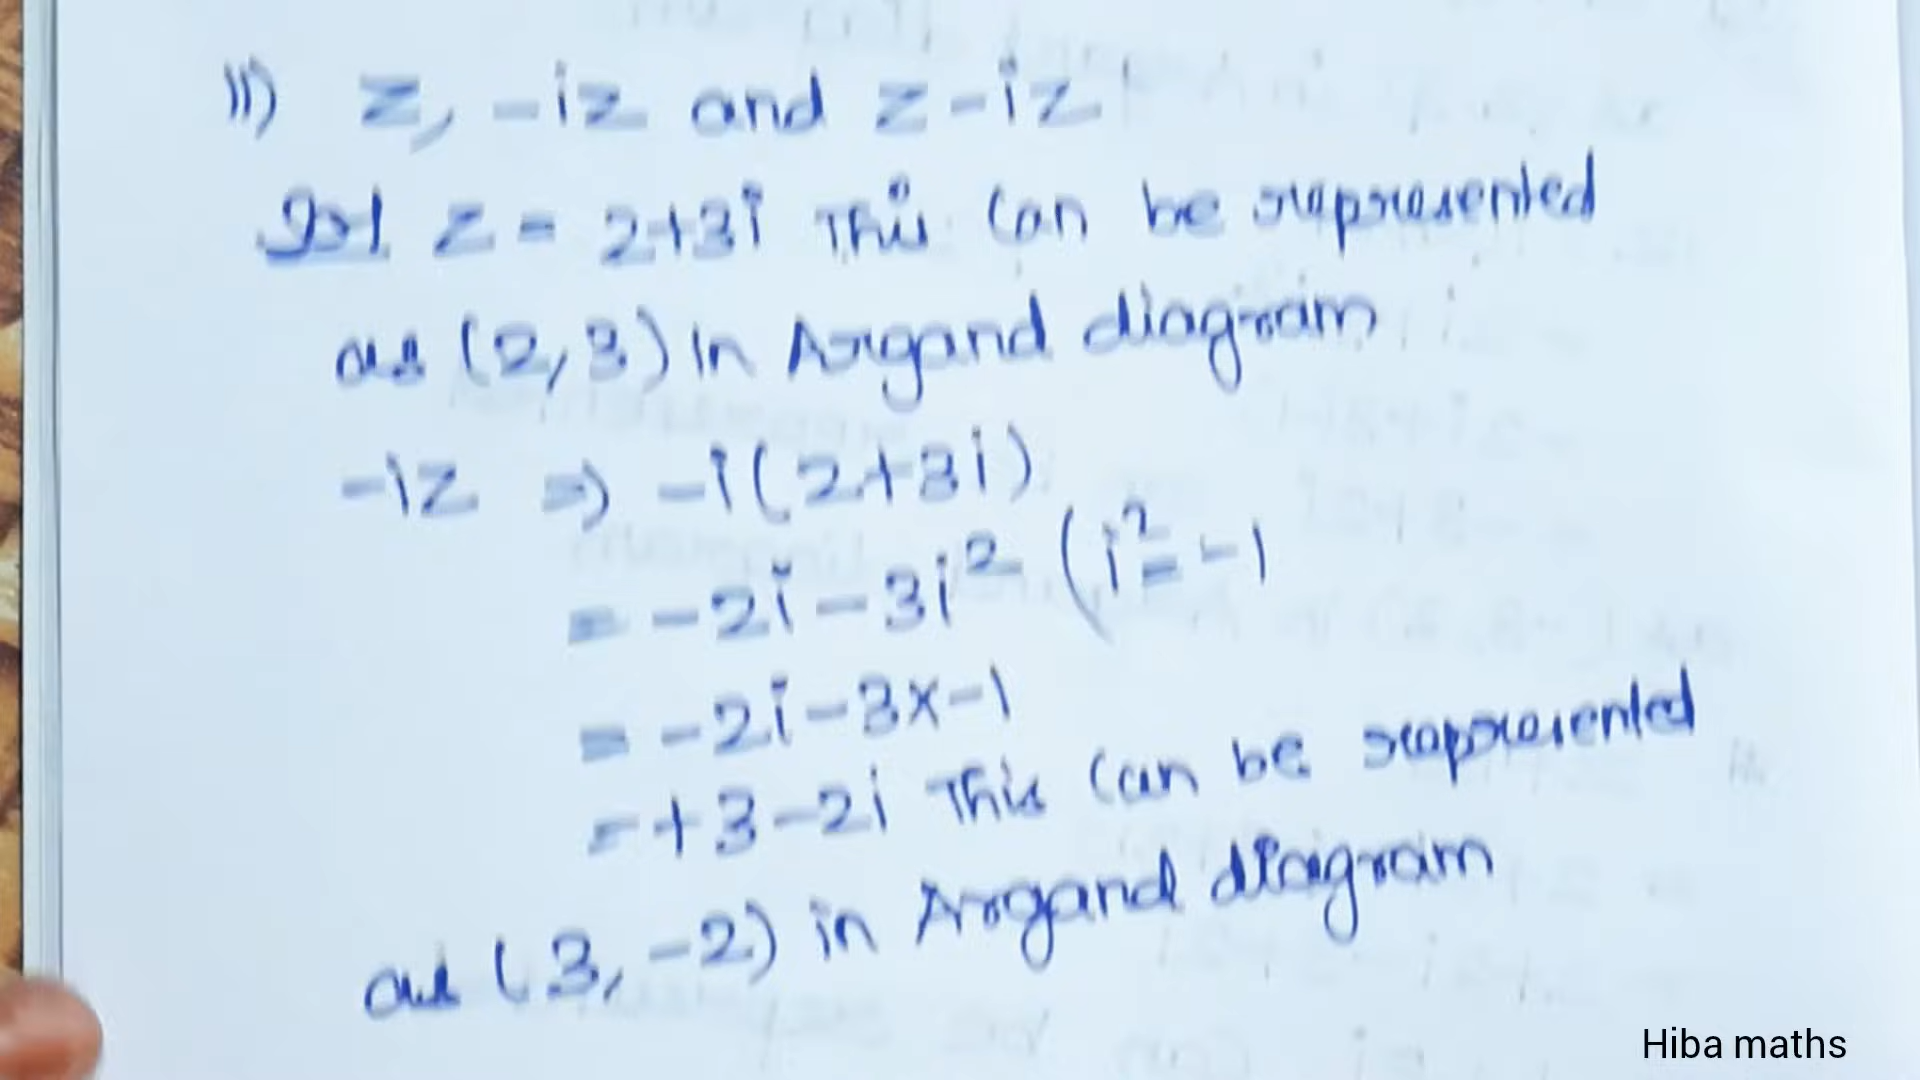 ii) z, -iz and z-iz
Let z = 2+3i This can be represented
as (2,3) in Argand diagram
-iz ⇒ -i(2+3i)
= -2i-3i² (i²=-1
= -2i-3x-1
= +3-2i This can be represented
as (3,-2) in Argand diagram
Hiba maths